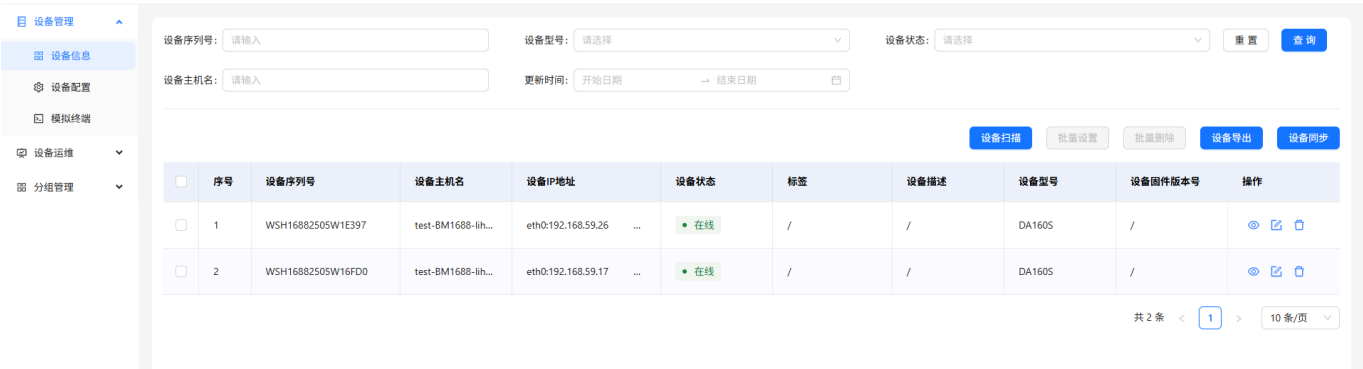 设备管理
设备信息
设备配置
模拟终端
设备运维
分组管理
设备序列号: 请输入 设备型号: 请选择 设备状态: 请选择 重置 查询
设备主机名: 请输入 更新时间: 开始日期 → 结束日期
设备扫描 批量设置 批量删除 设备导出 设备同步
序号 设备序列号 设备主机名 设备IP地址 设备状态 标签 设备描述 设备型号 设备固件版本号 操作
1 WSH16882505W1E397 test-BM1688-lih... eth0:192.168.59.26 ... 在线 / / DA160S /
2 WSH16882505W16FD0 test-BM1688-lih... eth0:192.168.59.17 ... 在线 / / DA160S /
共 2 条 < 1 > 10 条/页